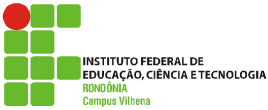 INSTITUTO FEDERAL DE
EDUCAÇÃO, CIÊNCIA E TECNOLOGIA
RONDÔNIA
Campus Vilhena